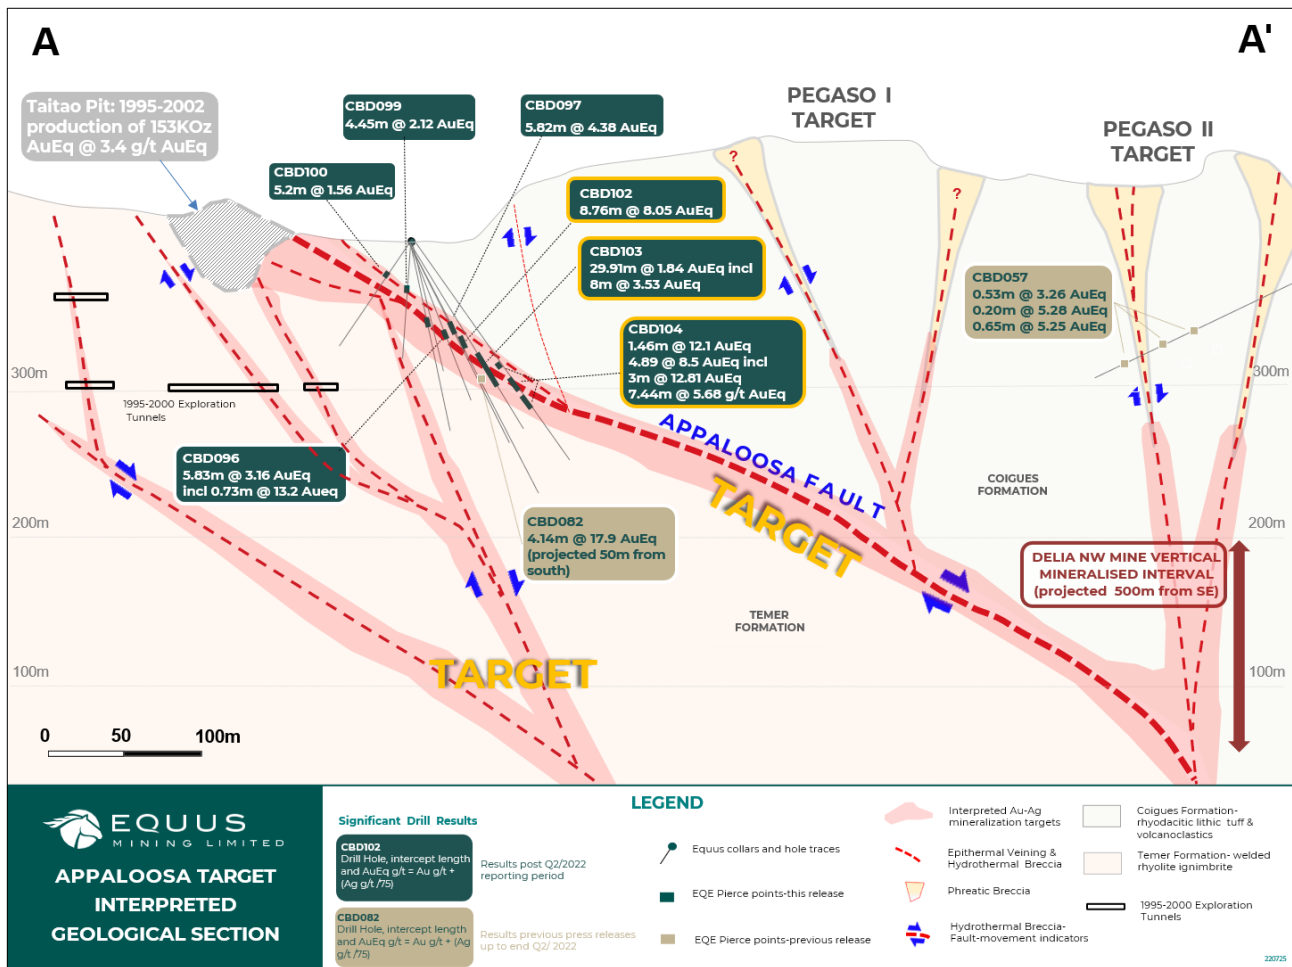 A
A'
Taitao Pit: 1995-2002
production of 153KOz
AuEq @ 3.4 g/t AuEq
CBD099
4.45m @ 2.12 AuEq
CBD097
5.82m @ 4.38 AuEq
PEGASO I
TARGET
PEGASO II
TARGET
CBD100
5.2m @ 1.56 AuEq
CBD102
8.76m @ 8.05 AuEq
?
?
CBD103
29.91m @ 1.84 AuEq incl
8m @ 3.53 AuEq
CBD057
0.53m @ 3.26 AuEq
0.20m @ 5.28 AuEq
0.65m @ 5.25 AuEq
CBD104
1.46m @ 12.1 AuEq
4.89 @ 8.5 AuEq incl
3m @ 12.81 AuEq
7.44m @ 5.68 g/t AuEq
300m
300m
1995-2000 Exploration
Tunnels
APPALOOSA FAULT
TARGET
CBD096
5.83m @ 3.16 AuEq
incl 0.73m @ 13.2 Aueq
COIGUES
FORMATION
CBD082
4.14m @ 17.9 AuEq
(projected 50m from
south)
200m
200m
DELIA NW MINE VERTICAL
MINERALISED INTERVAL
(projected 500m from SE)
TEMER
FORMATION
TARGET
100m
100m
0 50 100m
EQUUS
MINING LIMITED
APPALOOSA TARGET
INTERPRETED
GEOLOGICAL SECTION
LEGEND
Significant Drill Results
CBD102
Drill Hole, intercept length
and AuEq g/t = Au g/t +
(Ag g/t /75)
Results post Q2/2022
reporting period
CBD082
Drill Hole, intercept length
and AuEq g/t = Au g/t + (Ag
g/t /75)
Results previous press releases
up to end Q2/ 2022
Equus collars and hole traces
EQE Pierce points-this release
EQE Pierce points-previous release
Interpreted Au-Ag
mineralization targets
Epithermal Veining &
Hydrothermal Breccia
Phreatic Breccia
Hydrothermal Breccia-
Fault-movement indicators
Coigues Formation-
rhyodacitic lithic tuff &
volcanoclastics
Temer Formation- welded
rhyolite ignimbrite
1995-2000 Exploration
Tunnels
220725